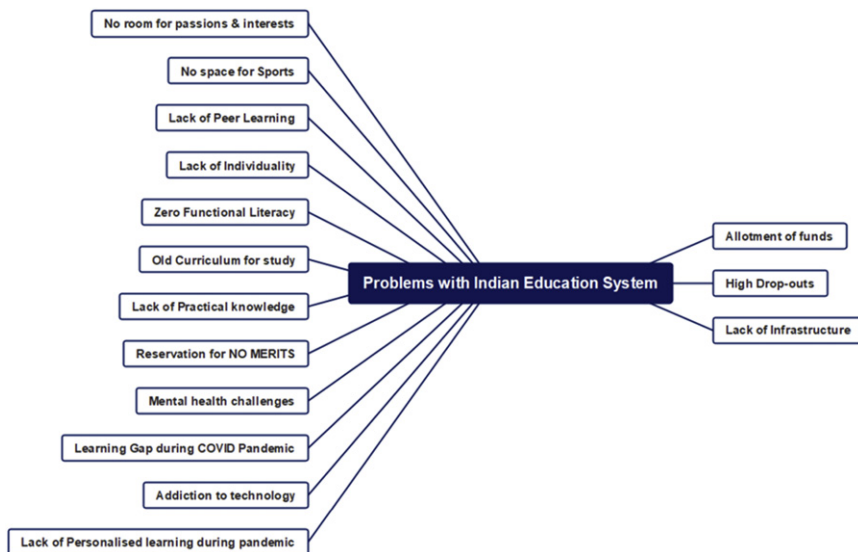 No room for passions & interests
No space for Sports
Lack of Peer Learning
Lack of Individuality
Zero Functional Literacy
Old Curriculum for study
Lack of Practical knowledge
Reservation for NO MERITS
Mental health challenges
Learning Gap during COVID Pandemic
Addiction to technology
Lack of Personalised learning during pandemic
Problems with Indian Education System
Allotment of funds
High Drop-outs
Lack of Infrastructure